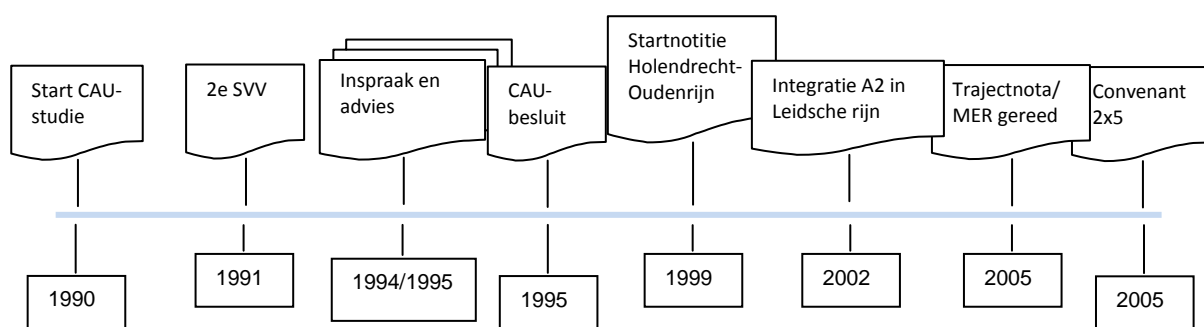 Start CAU-
studie
2e SVV
Inspraak en
advies
CAU-
besluit
Startnotitie
Holendrecht-
Oudenrijn
Integratie A2 in
Leidsche rijn
Trajectnota/
MER gereed
Convenant
2x5
1990
1991
1994/1995
1995
1999
2002
2005
2005